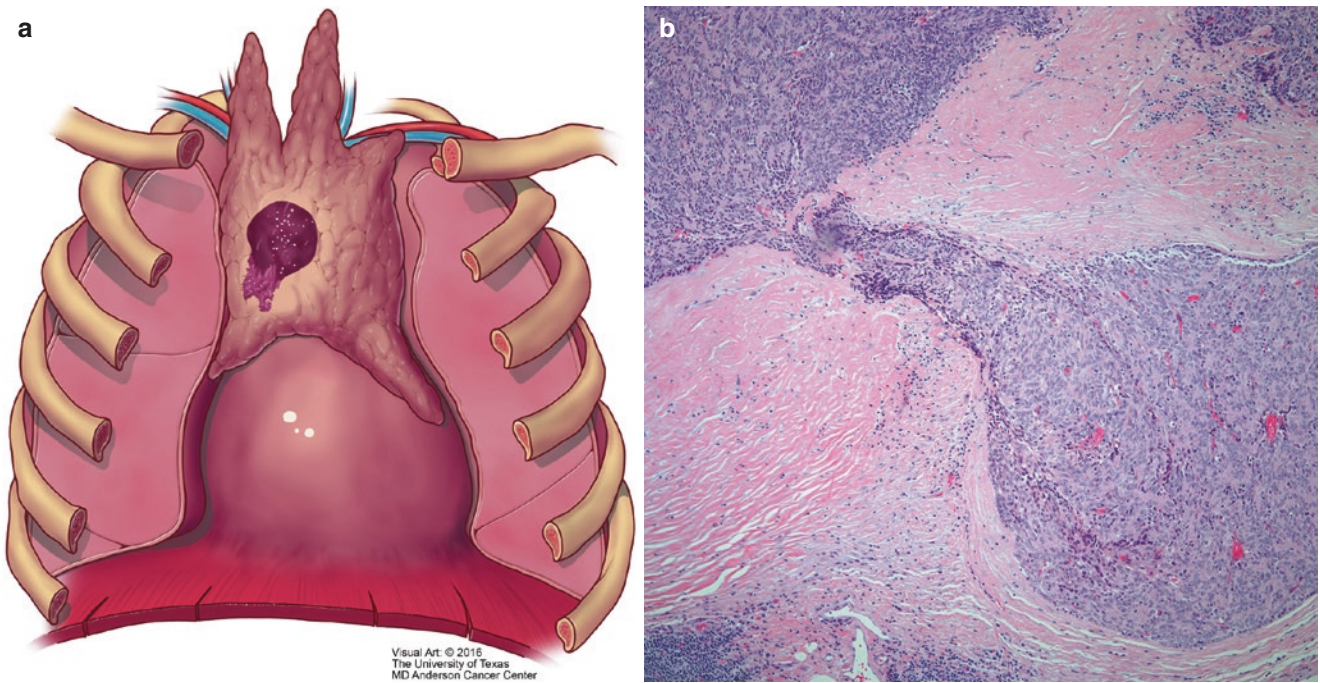 a
b
Visual Art: © 2016
The University of Texas
MD Anderson Cancer Center